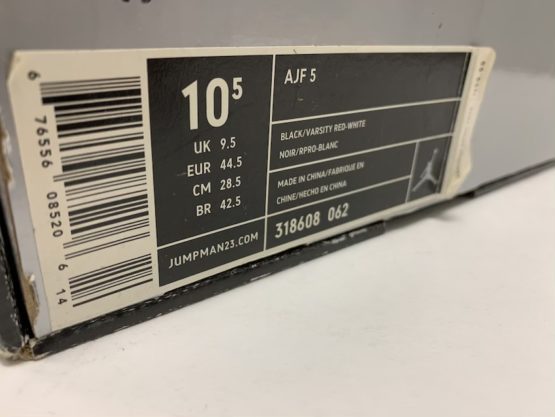 6 76556 08520 6 14
10⁵
UK 9.5
EUR 44.5
CM 28.5
BR 42.5
JUMPMAN23.COM
AJF 5
BLACK/VARSITY RED-WHITE
NOIR/RPRO-BLANC
MADE IN CHINA/FABRIQUE EN
CHINE/HECHO EN CHINA
318608 062